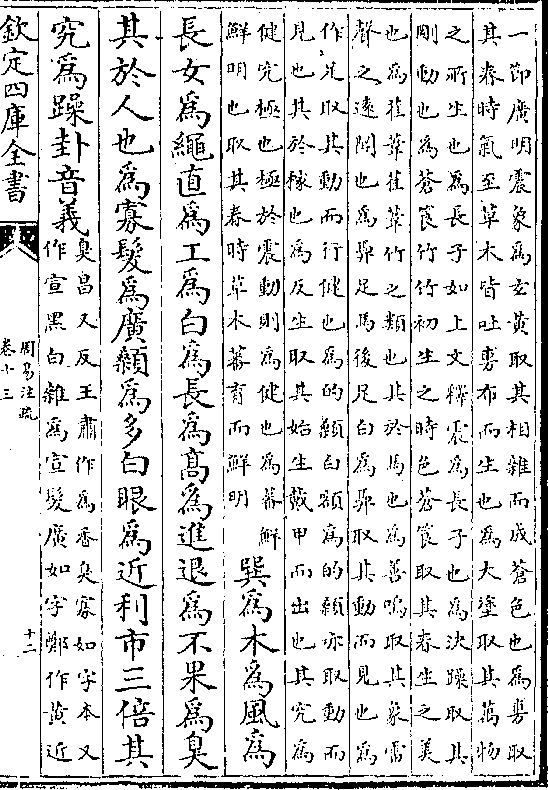 一節廣明震象為玄黃取其相雜而成蒼色也為旉取
其春時氣至草木皆吐旉布而生也為大塗取其萬物
之所生也為長子如上文釋震為長子也為決躁取其
剛動也為蒼筤竹竹初生之時色蒼筤取其春生之美
也為萑葦萑葦竹之類也其於馬也為善鳴取其象雷
聲之遠聞也為馵足馬後足白為馵取其動而見也為
作足取其動而行健也為的顙白額為的顙亦取動而
見也其於稼也為反生取其始生戴甲而出也其究為
健究極也極於震動則為健也為蕃鮮
鮮明也取其春時草木蕃育而鮮明
巽為木為風為
長女為繩直為工為白為長為高為進退為不果為臭
其於人也為寡髮為廣顙為多白眼為近利市三倍其
究為躁卦音義
臭昌又反王肅作為香臭寡如字本又
作宣黑白雜為宣髮廣如字鄭作黃近
欽定四庫全書
周易注疏
卷十三
十二